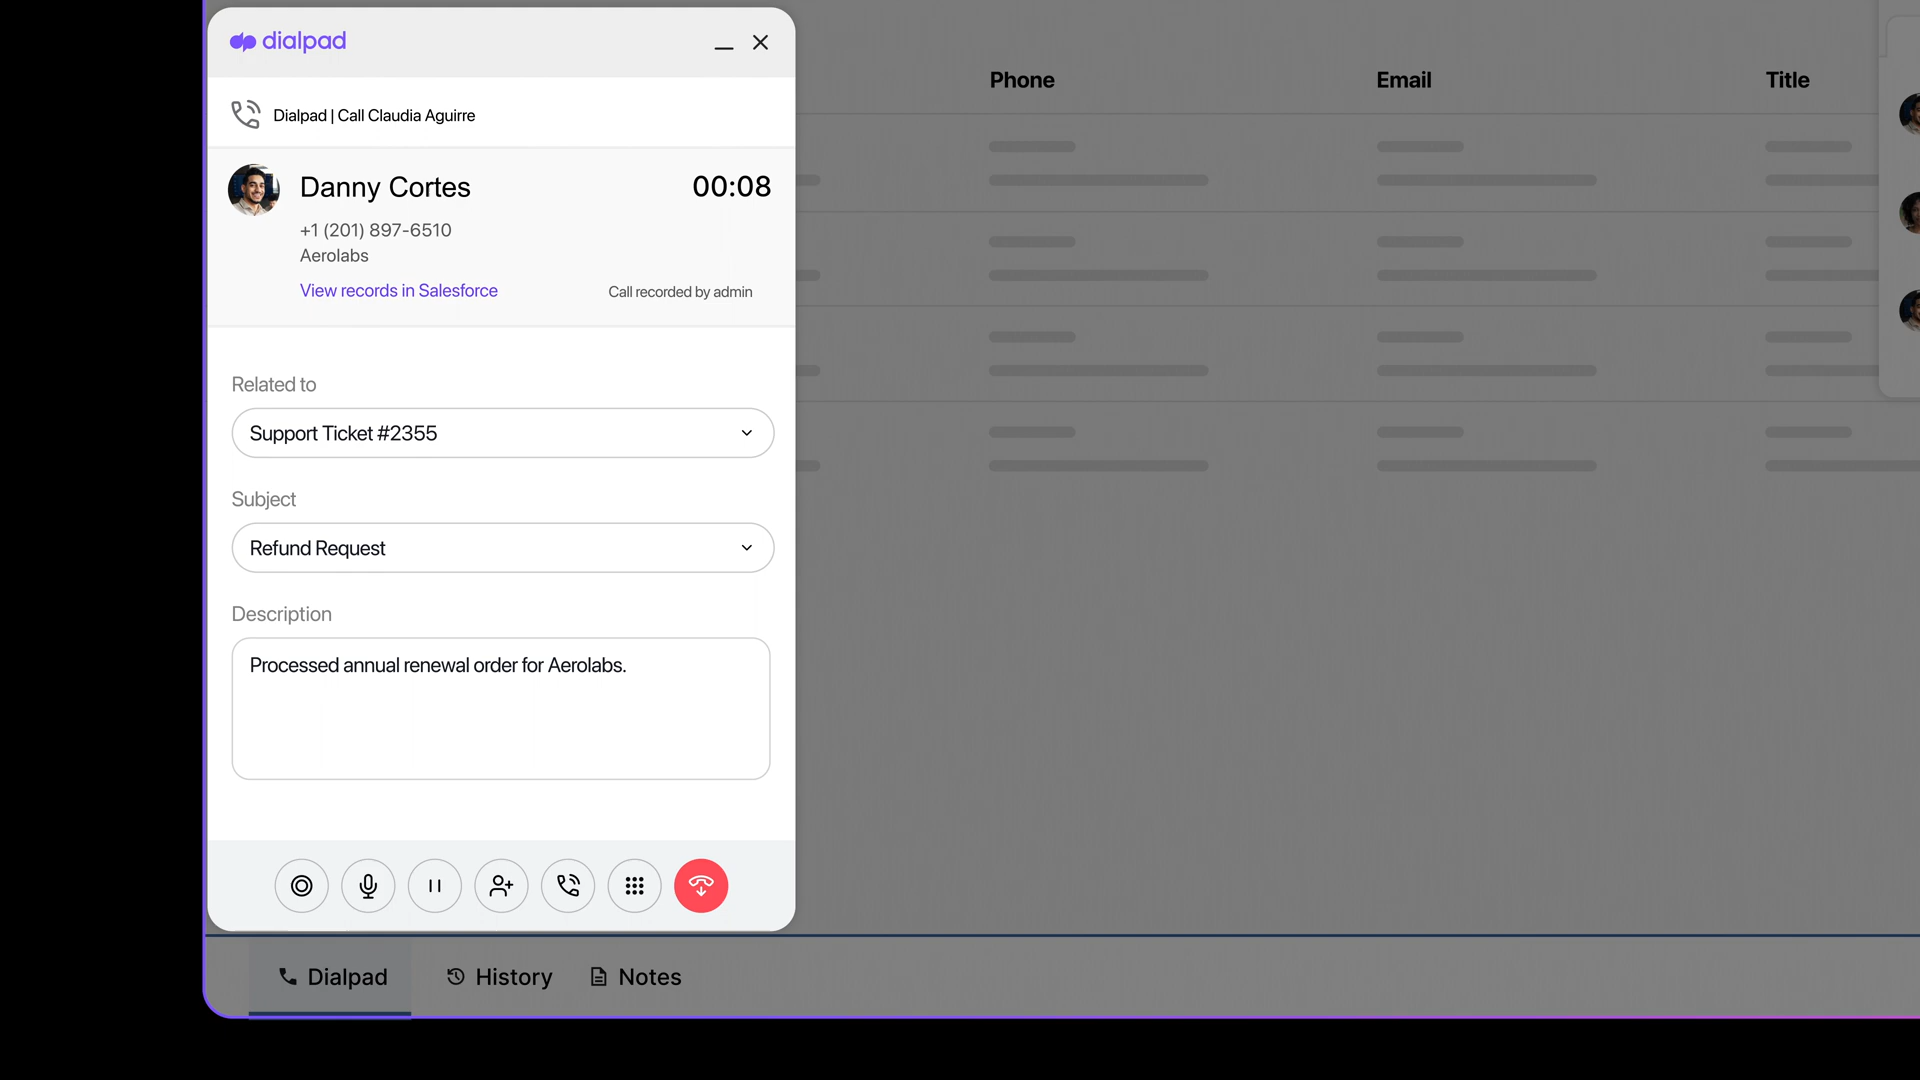 dialpad
Dialpad | Call Claudia Aguirre
Danny Cortes
00:08
+1 (201) 897-6510
Aerolabs
View records in Salesforce
Call recorded by admin
Related to
Support Ticket #2355
Subject
Refund Request
Description
Processed annual renewal order for Aerolabs.
Phone
Email
Title
Dialpad
History
Notes